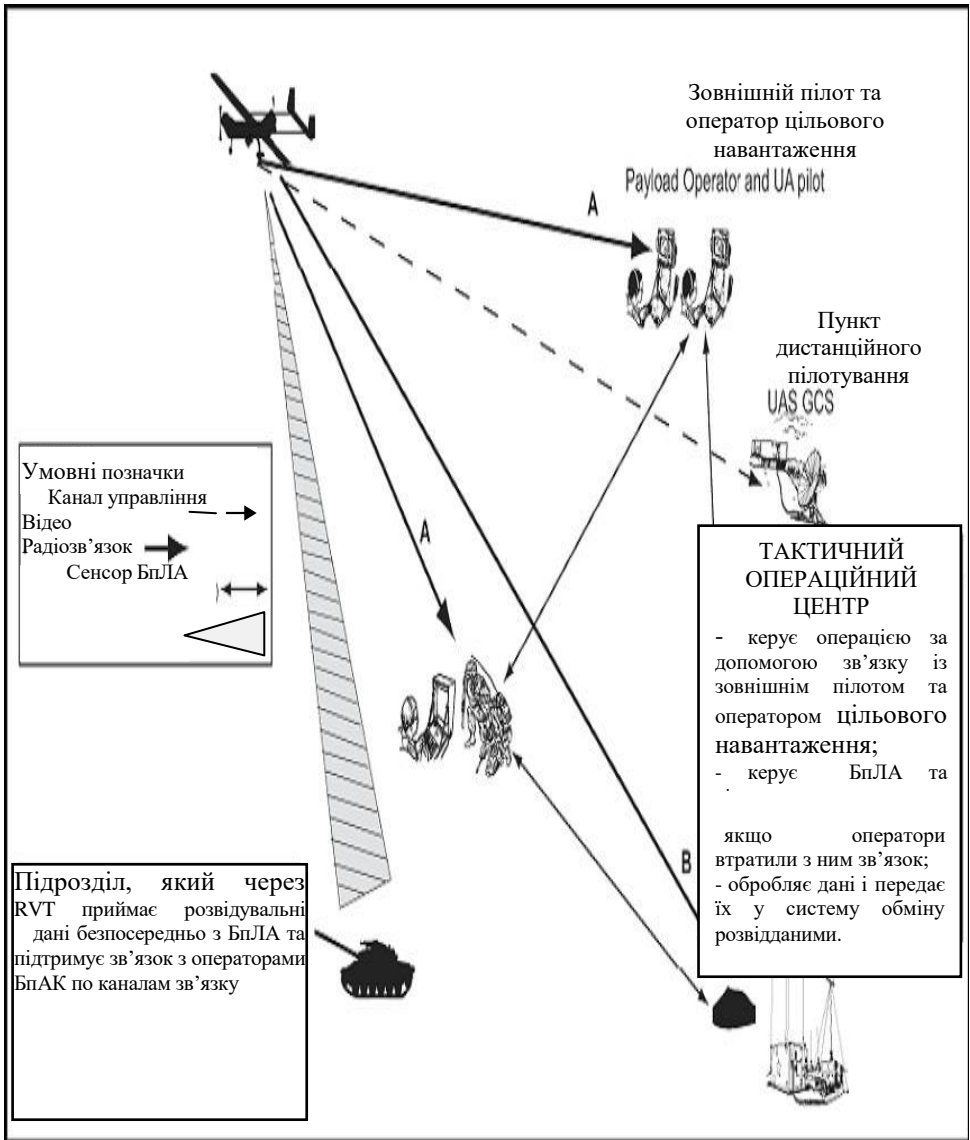 Зовнішній пілот та
оператор цільового
навантаження
Payload Operator and UA pilot
A
Пункт
дистанційного
пілотування
UAS GCS
Умовні позначки
Канал управління
Відео
Радіозв’язок
Сенсор БпЛА
A
ТАКТИЧНИЙ
ОПЕРАЦІЙНИЙ
ЦЕНТР
- керує операцією за
допомогою зв’язку із
зовнішнім пілотом та
оператором цільового
навантаження;
- керує БпЛА та
якщо оператори
втратили з ним зв’язок;
- обробляє дані і передає
їх у систему обміну
розвідданими.
B
Підрозділ, який через
RVT приймає розвідувальні
дані безпосередньо з БпЛА та
підтримує зв’язок з операторами
БпАК по каналам зв’язку